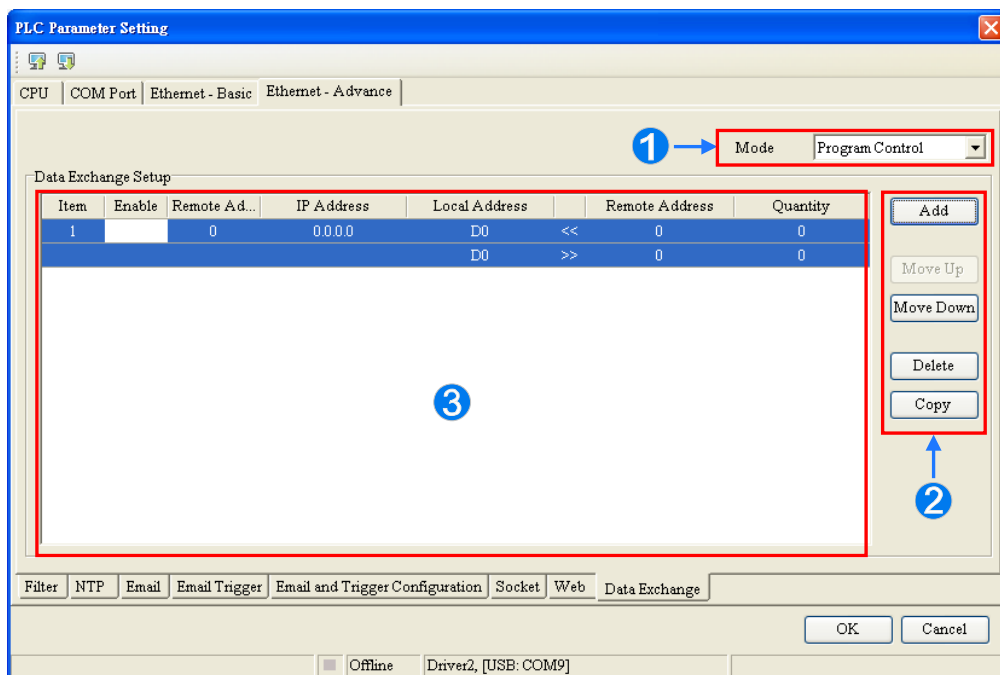 PLC Parameter Setting
CPU COM Port Ethernet - Basic Ethernet - Advance
1 Mode Program Control
Data Exchange Setup
Item Enable Remote Ad... IP Address Local Address Remote Address Quantity
1 0 0.0.0.0 D0 << 0 0
D0 >> 0 0
Add
Move Up
Move Down
Delete
Copy
3
2
Filter NTP Email Email Trigger Email and Trigger Configuration Socket Web Data Exchange
OK Cancel
Offline Driver2, [USB: COM9]